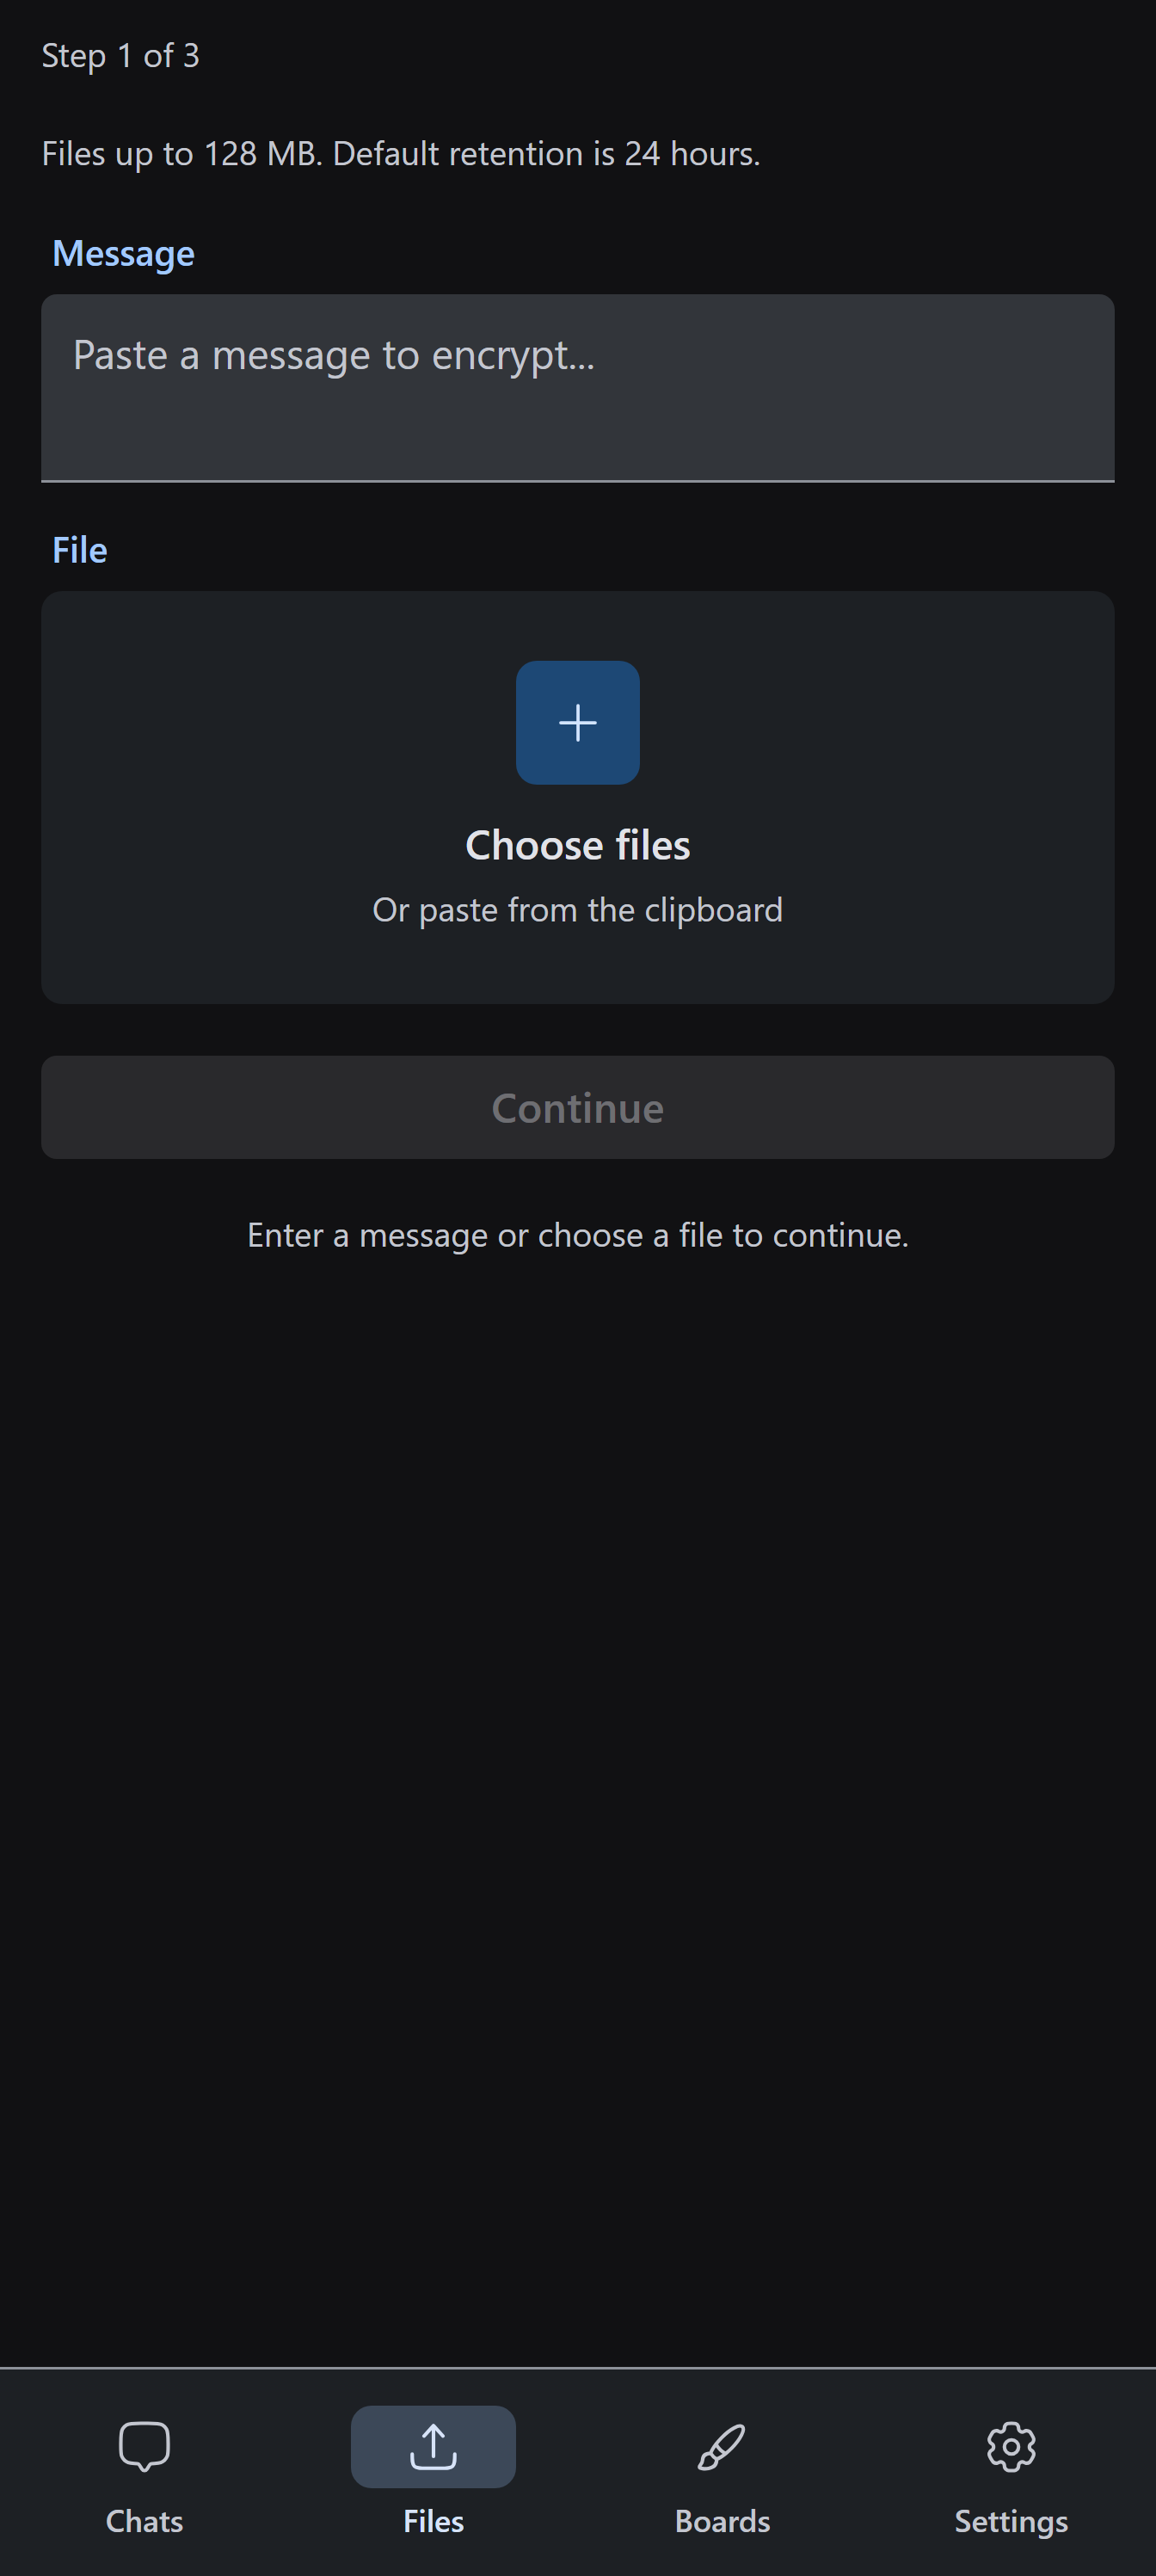 Step 1 of 3
Files up to 128 MB. Default retention is 24 hours.
Message
Paste a message to encrypt...
File
Choose files
Or paste from the clipboard
Continue
Enter a message or choose a file to continue.
Chats
Files
Boards
Settings